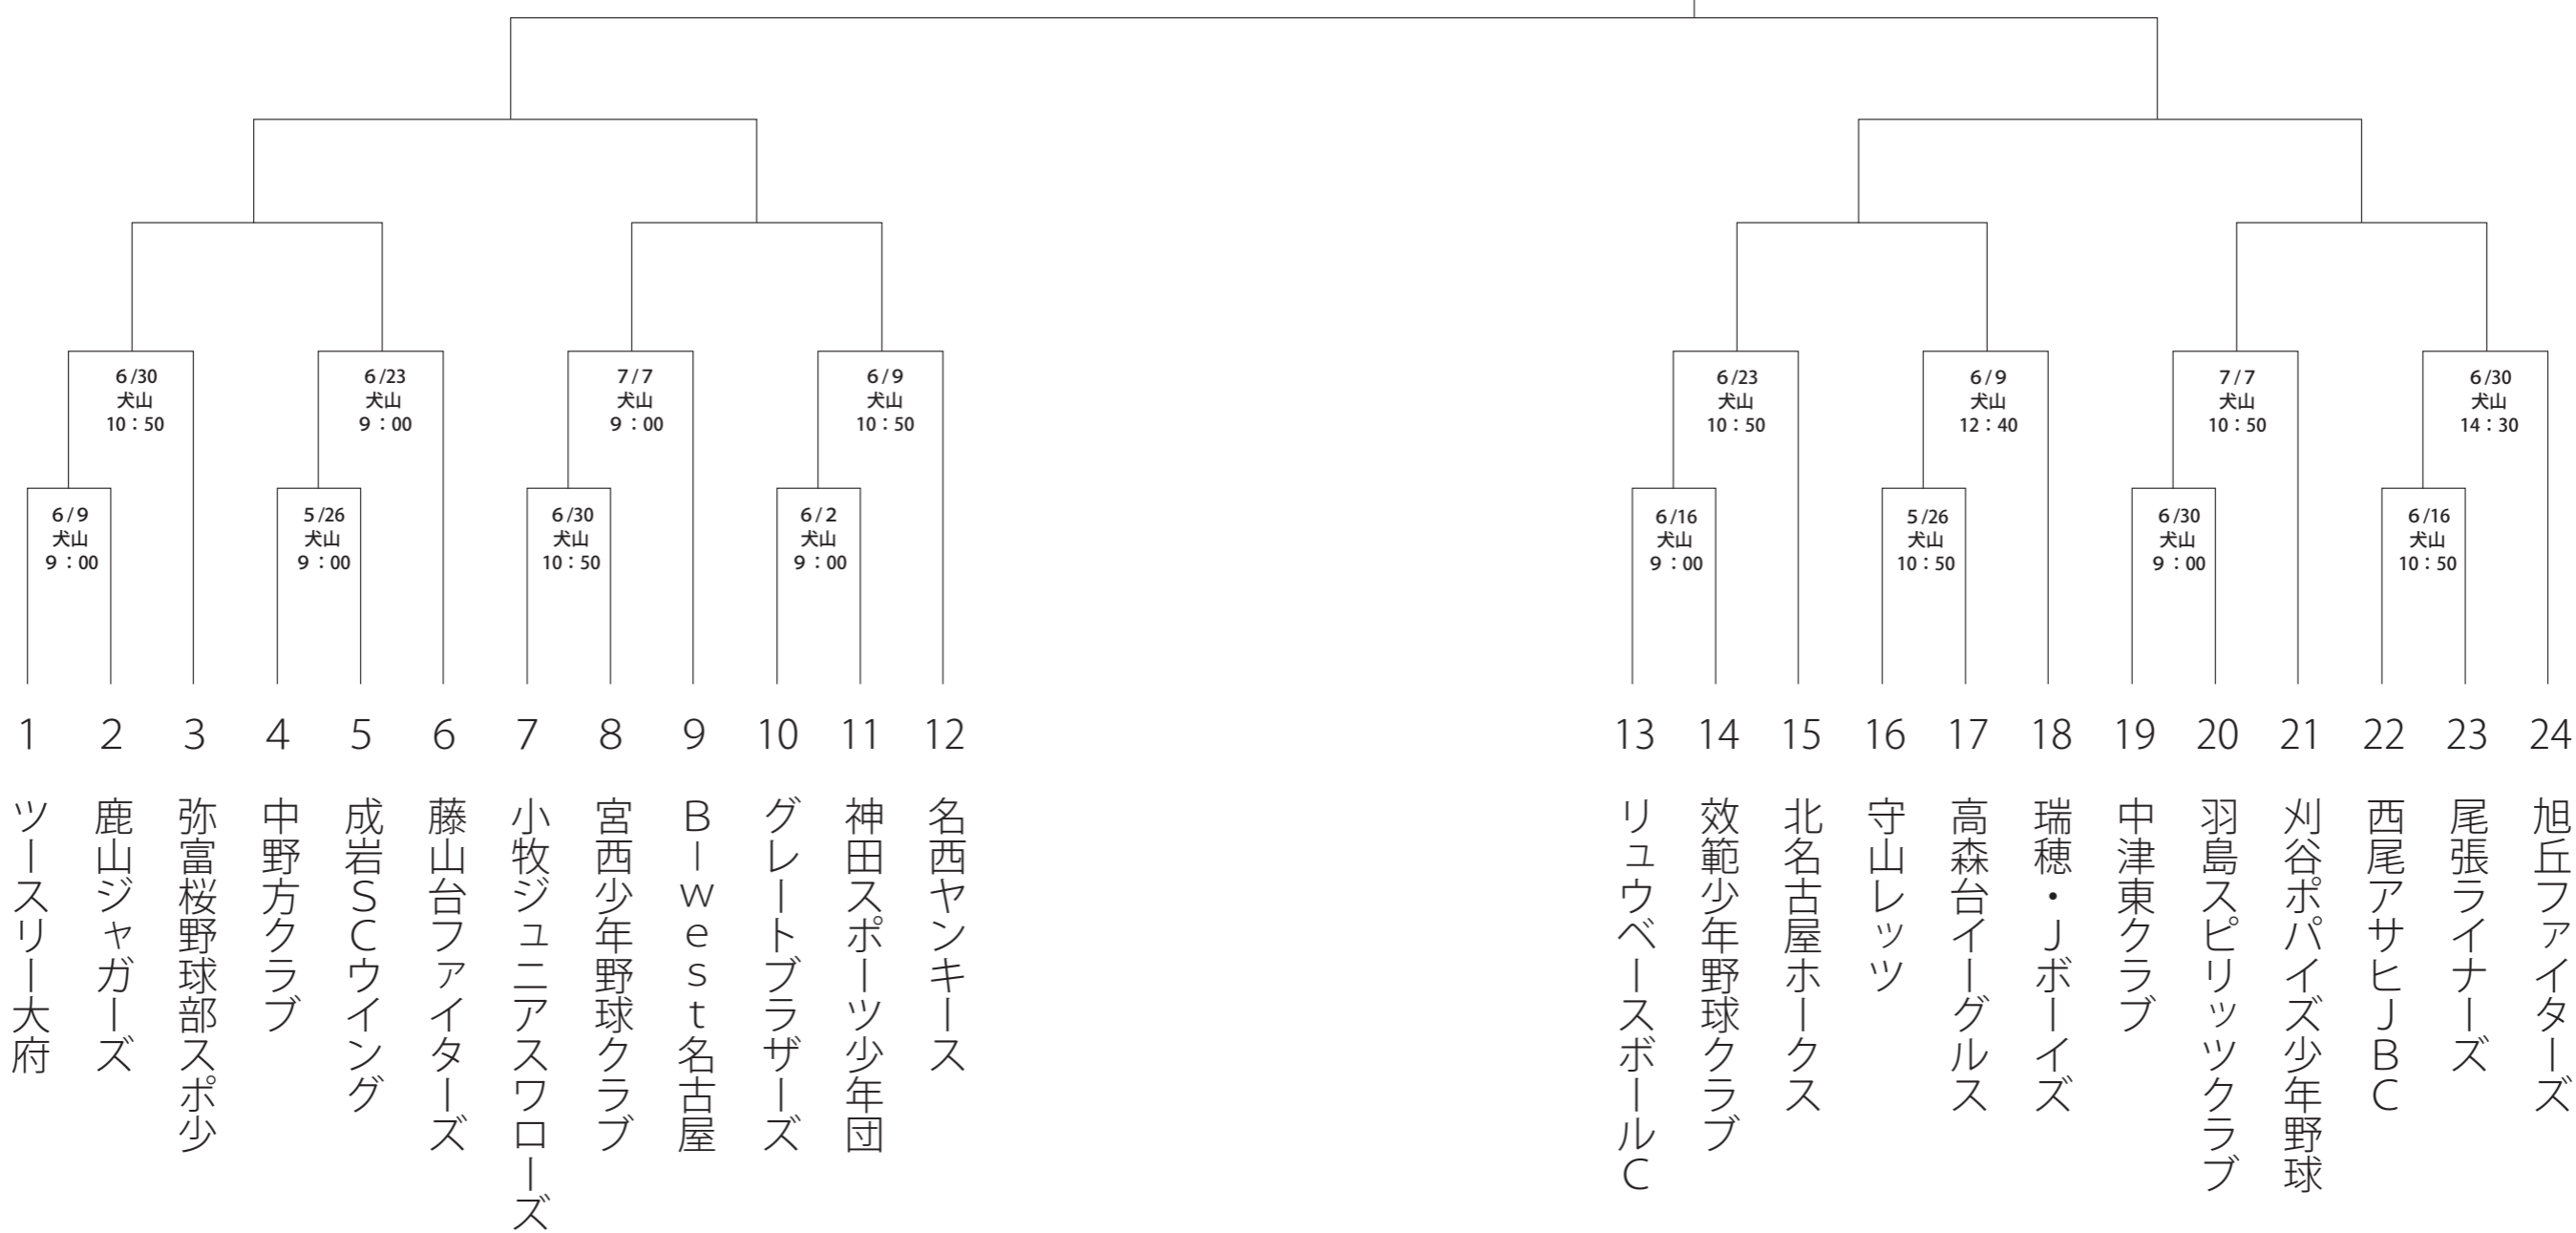 6/30
犬山
10：50
6/23
犬山
9：00
7/7
犬山
9：00
6/9
犬山
10：50
6/23
犬山
10：50
6/9
犬山
12：40
7/7
犬山
10：50
6/30
犬山
14：30
6/9
犬山
9：00
5/26
犬山
9：00
6/30
犬山
10：50
6/2
犬山
9：00
6/16
犬山
9：00
5/26
犬山
10：50
6/30
犬山
9：00
6/16
犬山
10：50
1
ツースリー大府
2
鹿山ジャガーズ
3
弥富桜野球部スポ少
4
中野方クラブ
5
成岩SCウイング
6
藤山台ファイターズ
7
小牧ジュニアスワローズ
8
宮西少年野球クラブ
9
B－west名古屋
10
グレートブラザーズ
11
神田スポーツ少年団
12
名西ヤンキース
13
リュウベースボールC
14
效範少年野球クラブ
15
北名古屋ホークス
16
守山レッツ
17
高森台イーグルス
18
瑞穂・Jボーイズ
19
中津東クラブ
20
羽島スピリッツクラブ
21
刈谷ポパイズ少年野球
22
西尾アサヒJBC
23
尾張ライナーズ
24
旭丘ファイターズ